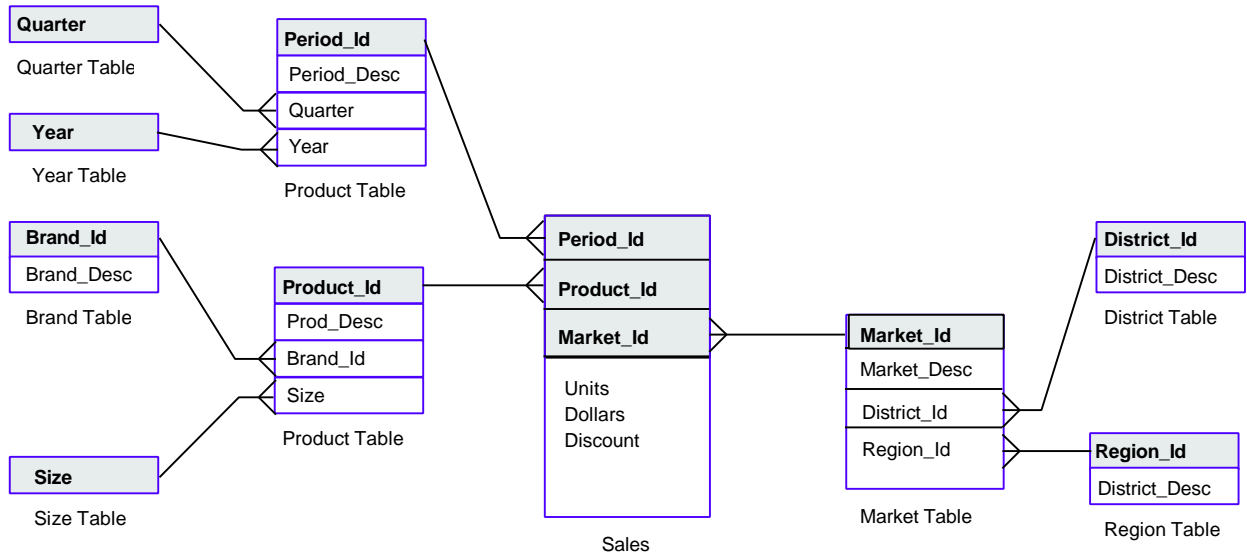 Quarter
Quarter Table
Year
Year Table
Period_Id
Period_Desc
Quarter
Year
Product Table
Brand_Id
Brand_Desc
Brand Table
Size
Size Table
Product_Id
Prod_Desc
Brand_Id
Size
Product Table
Period_Id
Product_Id
Market_Id
Units
Dollars
Discount
Sales
Market_Id
Market_Desc
District_Id
Region_Id
Market Table
District_Id
District_Desc
District Table
Region_Id
District_Desc
Region Table